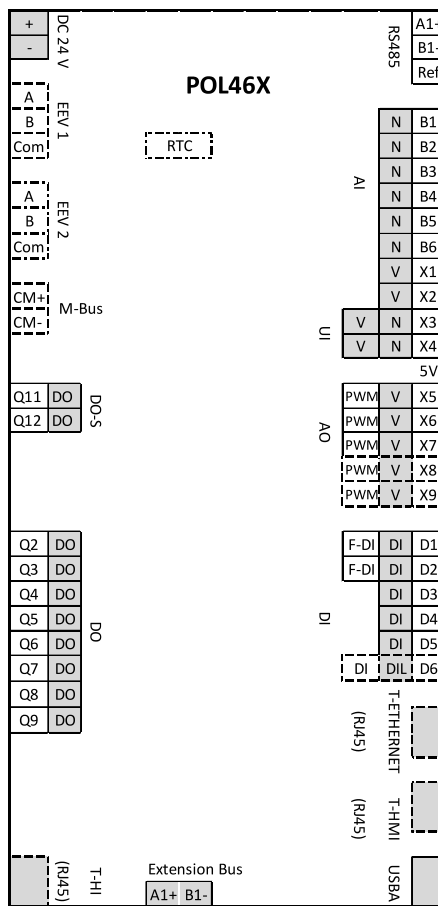 POL46X
+
-
DC 24 V
A
B
Com
EEV 1
A
B
Com
EEV 2
CM+
CM-
M-Bus
Q11 DO
Q12 DO
DO-S
Q2 DO
Q3 DO
Q4 DO
Q5 DO
Q6 DO
Q7 DO
Q8 DO
Q9 DO
DO
T-HI
(RJ45)
RTC
Extension Bus
A1+ B1-
RS485
A1+
B1-
Ref
AI
N B1
N B2
N B3
N B4
N B5
N B6
V X1
V X2
UI
V N X3
V N X4
5V
AO
PWM V X5
PWM V X6
PWM V X7
PWM V X8
PWM V X9
DI
F-DI DI D1
F-DI DI D2
DI D3
DI D4
DI D5
DI DIL D6
T-ETHERNET
(RJ45)
T-HMI
(RJ45)
USBA